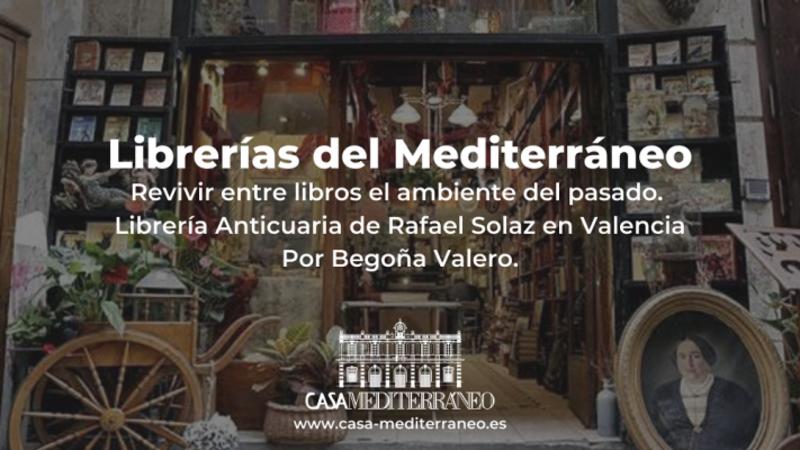 Librerías del Mediterráneo
Revivir entre libros el ambiente del pasado.
Librería Anticuaria de Rafael Solaz en Valencia
Por Begoña Valero.
CASAMEDITERRÁNEO
www.casa-mediterraneo.es